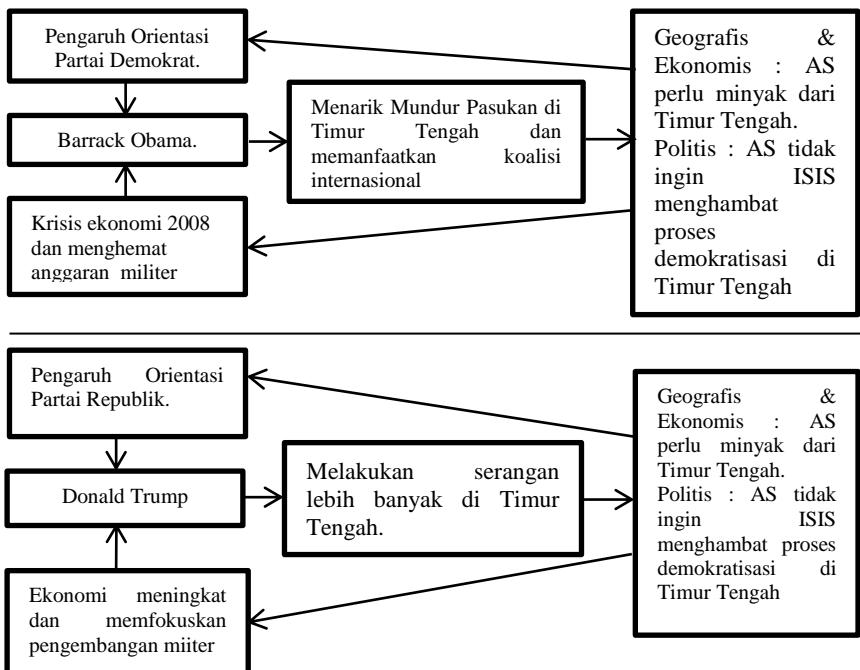 Pengaruh Orientasi
Partai Demokrat.
Barrack Obama.
Krisis ekonomi 2008
dan menghemat
anggaran militer
Menarik Mundur Pasukan di
Timur Tengah dan
memanfaatkan koalisi
internasional
Geografis &
Ekonomis : AS
perlu minyak dari
Timur Tengah.
Politis : AS tidak
ingin ISIS
menghambat
proses
demokratisasi di
Timur Tengah
Pengaruh Orientasi
Partai Republik.
Donald Trump
Ekonomi meningkat
dan memfokuskan
pengembangan miiter
Melakukan serangan
lebih banyak di Timur
Tengah.
Geografis &
Ekonomis : AS
perlu minyak dari
Timur Tengah.
Politis : AS tidak
ingin ISIS
menghambat proses
demokratisasi di
Timur Tengah